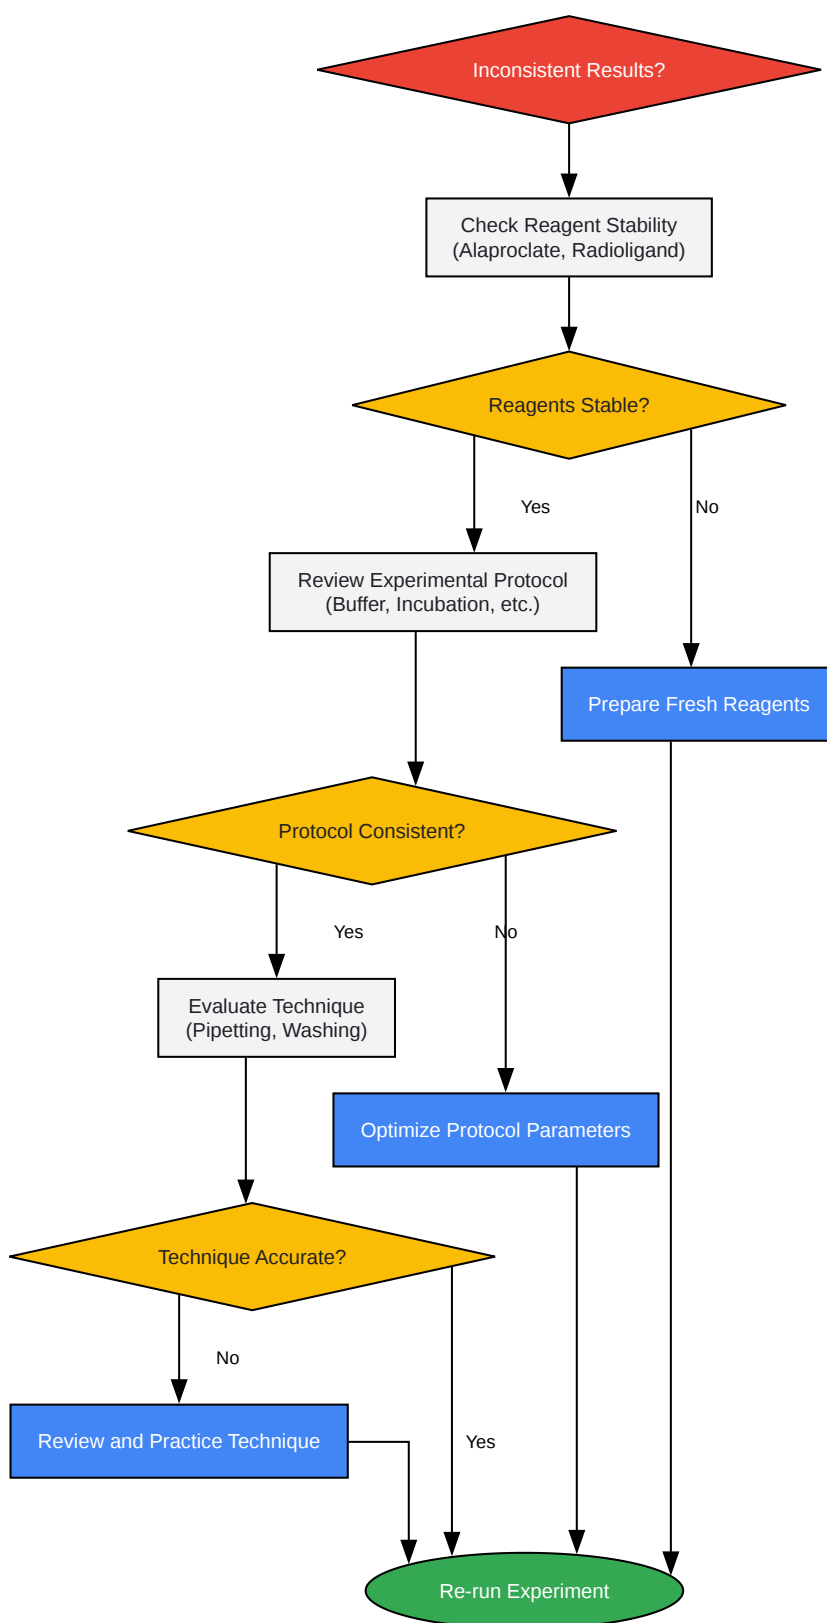 Inconsistent Results?
Check Reagent Stability
(Alaproclate, Radioligand)
Reagents Stable?
Yes
No
Review Experimental Protocol
(Buffer, Incubation, etc.)
Prepare Fresh Reagents
Protocol Consistent?
Yes
No
Evaluate Technique
(Pipetting, Washing)
Optimize Protocol Parameters
Technique Accurate?
No
Review and Practice Technique
Yes
Re-run Experiment